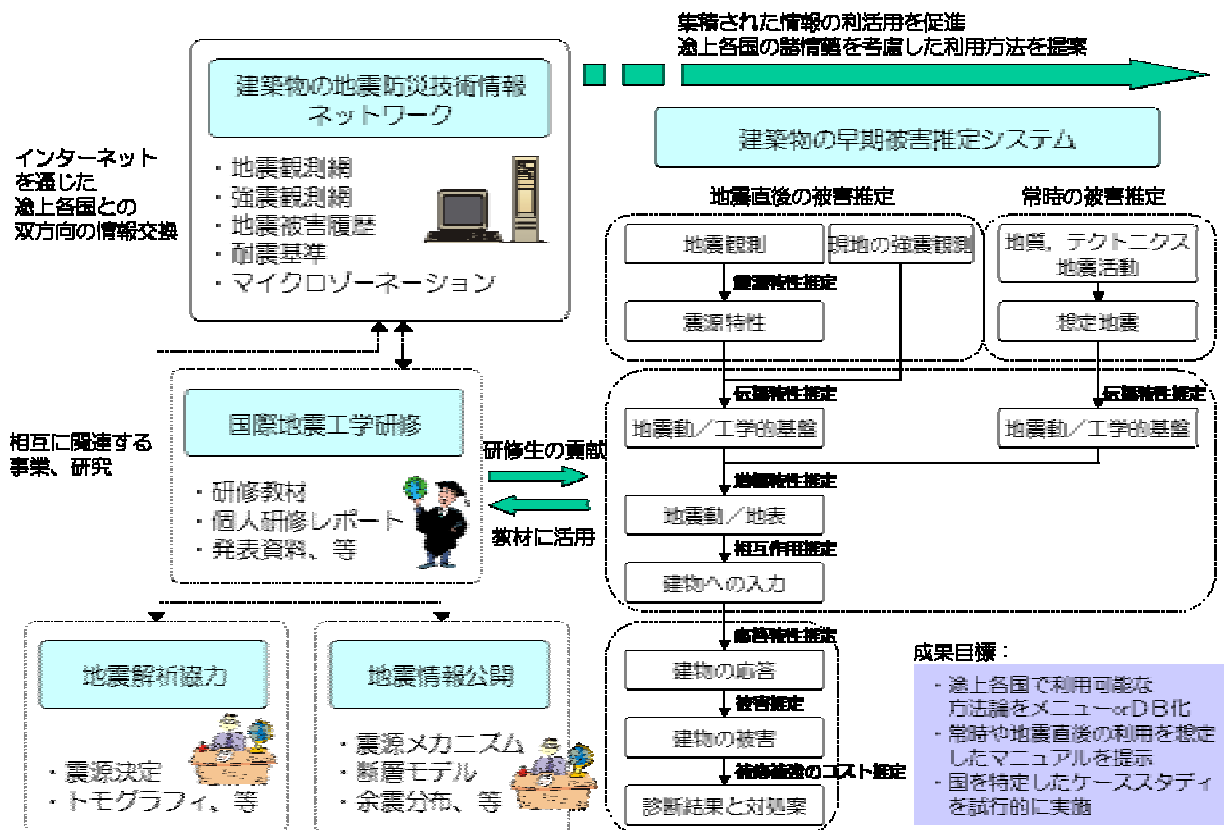 集積された情報の利活用を促進
途上各国の諸情勢を考慮した利用方法を提案
建築物の地震防災技術情報
ネットワーク
・地震観測網
・強震観測網
・地震被害履歴
・耐震基準
・マイクロゾーネーション
インターネット
を通じた
途上各国との
双方向の情報交換
建築物の早期被害推定システム
地震直後の被害推定
常時の被害推定
地震観測
現地の強震観測
地質，テクトニクス
地震活動
震源特性推定
震源特性
想定地震
伝播特性推定
伝播特性推定
地震動／工学的基盤
地震動／工学的基盤
増幅特性推定
地震動／地表
相互作用推定
建物への入力
応答特性推定
建物の応答
被害推定
建物の被害
補修補強のコスト推定
診断結果と対処案
国際地震工学研修
・研修教材
・個人研修レポート
・発表資料、等
相互に関連する
事業、研究
研修生の貢献
教材に活用
地震解析協力
・震源決定
・トモグラフィ、等
地震情報公開
・震源メカニズム
・断層モデル
・余震分布、等
成果目標：
・途上各国で利用可能な
方法論をメニューorＤＢ化
・常時や地震直後の利用を想定
したマニュアルを提示
・国を特定したケーススタディ
を試行的に実施